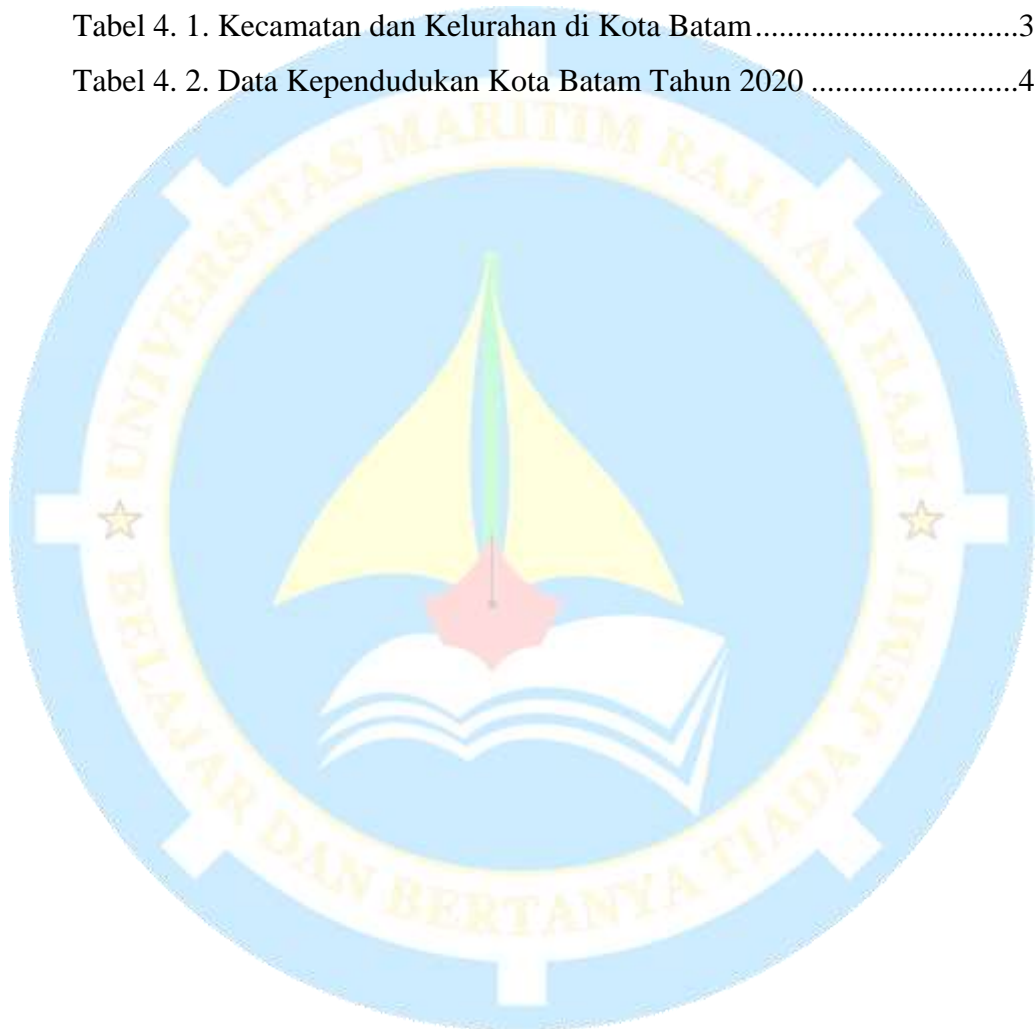 Tabel 4. 1. Kecamatan dan Kelurahan di Kota Batam................................3
Tabel 4. 2. Data Kependudukan Kota Batam Tahun 2020 .........................4
UNIVERSITAS MARITIM RAJA ALI HAJI
BELAJAR DAN BERTANYA TIADA JEMU